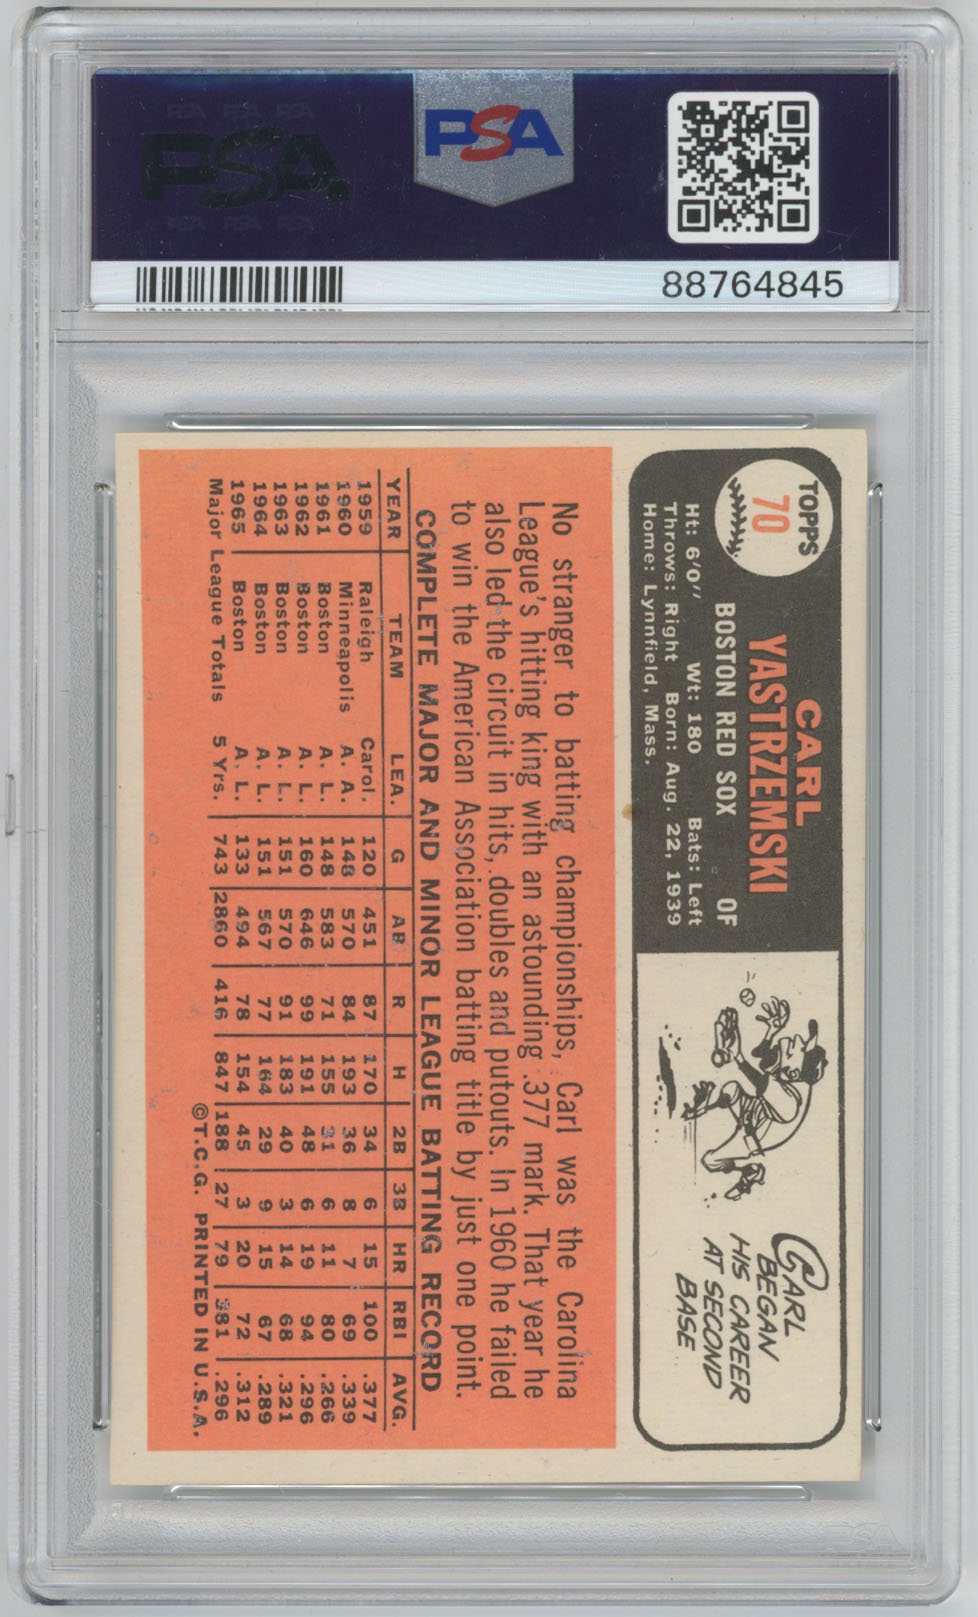 PSA PSA PSA
PSA
PSA PSA PSA
PSA
88764845
TOPPS
70
CARL
YASTRZEMSKI
BOSTON RED SOX OF
Ht: 6'0" Wt: 180 Bats: Left
Throws: Right Born: Aug. 22, 1939
Home: Lynnfield, Mass.
CARL
BEGAN
HIS CAREER
AT SECOND
BASE
No stranger to batting championships, Carl was the Carolina
League's hitting king with an astounding .377 mark. That year he
also led the circuit in hits, doubles and putouts. In 1960 he failed
to win the American Association batting title by just one point.
COMPLETE MAJOR AND MINOR LEAGUE BATTING RECORD
YEAR TEAM LEA. G AB R H 2B 3B HR RBI AVG.
1959 Raleigh Carol. 120 451 87 170 34 6 15 100 .377
1960 Minneapolis A. A. 148 570 84 193 36 8 7 69 .339
1961 Boston A. L. 148 583 71 155 31 6 11 80 .266
1962 Boston A. L. 160 646 99 191 48 6 19 94 .296
1963 Boston A. L. 151 570 91 183 40 3 14 68 .321
1964 Boston A. L. 151 567 77 164 29 9 15 67 .289
1965 Boston A. L. 133 494 78 154 45 3 20 72 .312
Major League Totals 5 Yrs. 743 2860 416 847 188 27 79 381 .296
©T.C.G. PRINTED IN U.S.A.